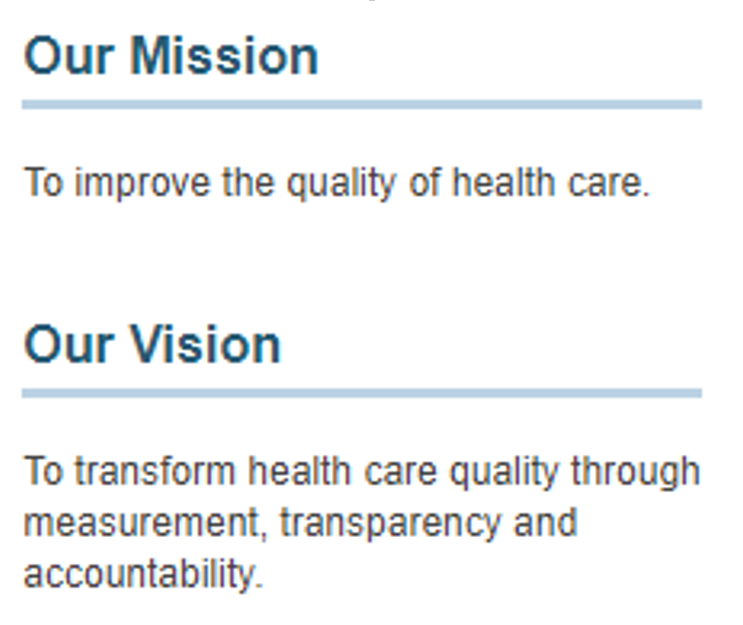 Our Mission
To improve the quality of health care.
Our Vision
To transform health care quality through
measurement, transparency and
accountability.